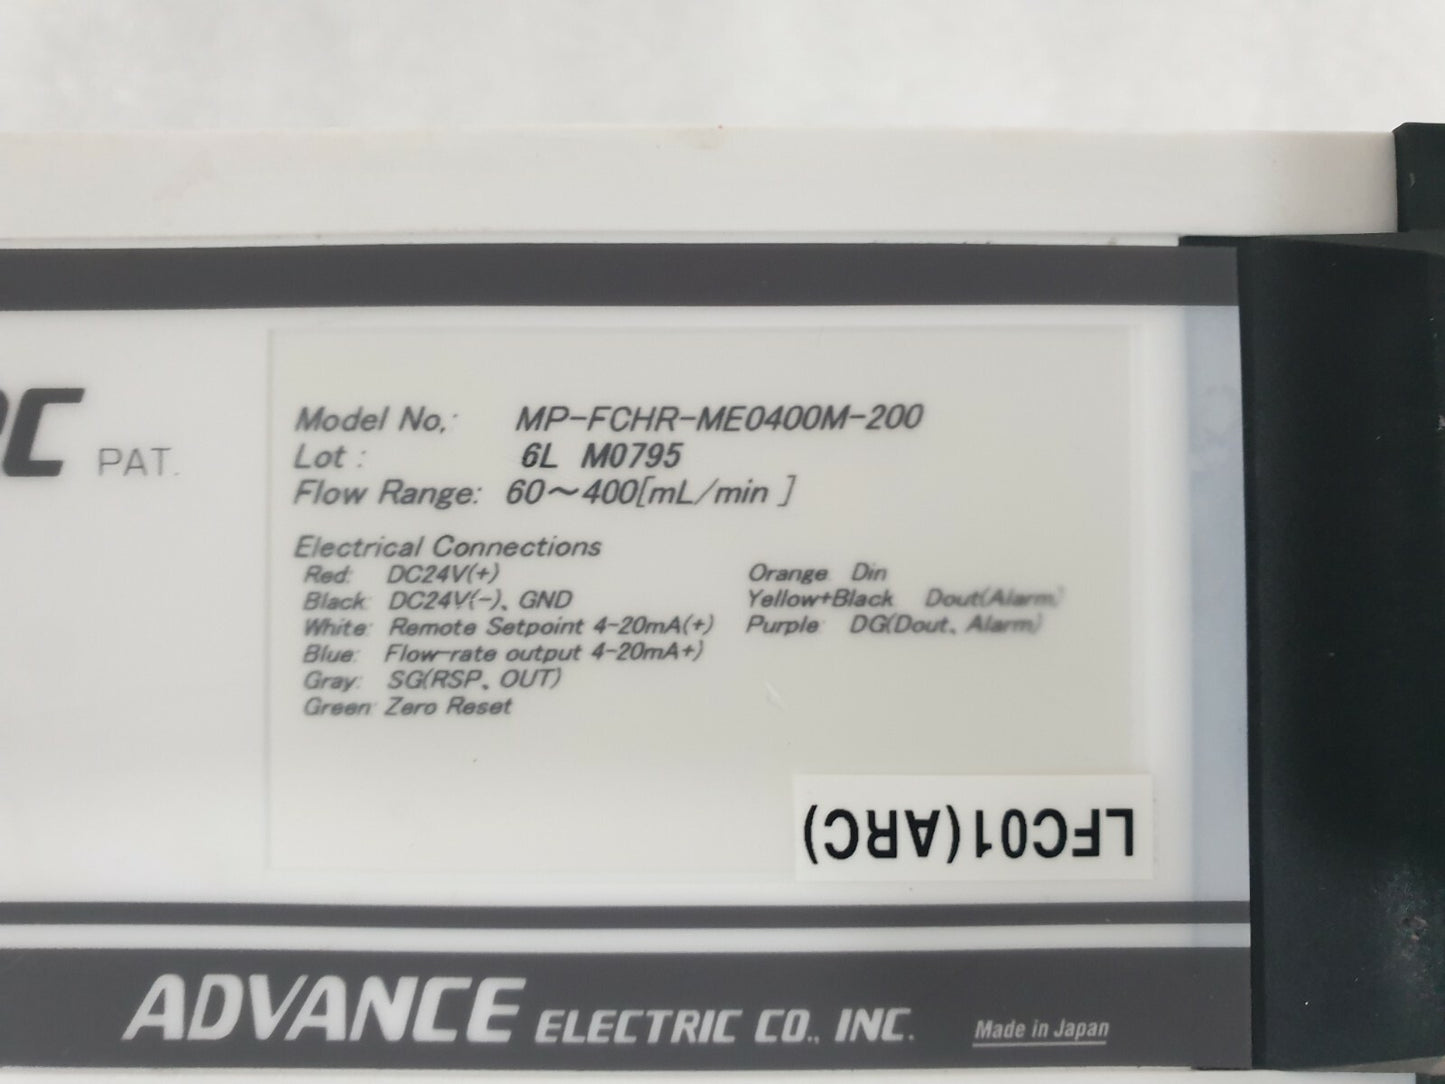 PAT.
Model No,: MP-FCHR-ME0400M-200
Lot : 6L M0795
Flow Range: 60～400[mL/min ]
Electrical Connections
Red: DC24V(+)
Black: DC24V(-)、GND
White: Remote Setpoint 4-20mA(+)
Blue: Flow-rate output 4-20mA+)
Gray: SG(RSP、OUT)
Green: Zero Reset
Orange: Din
Yellow+Black: Dout(Alarm)
Purple: DG(Dout、Alarm)
LFC01(ARC)
ADVANCE ELECTRIC CO., INC.
Made in Japan